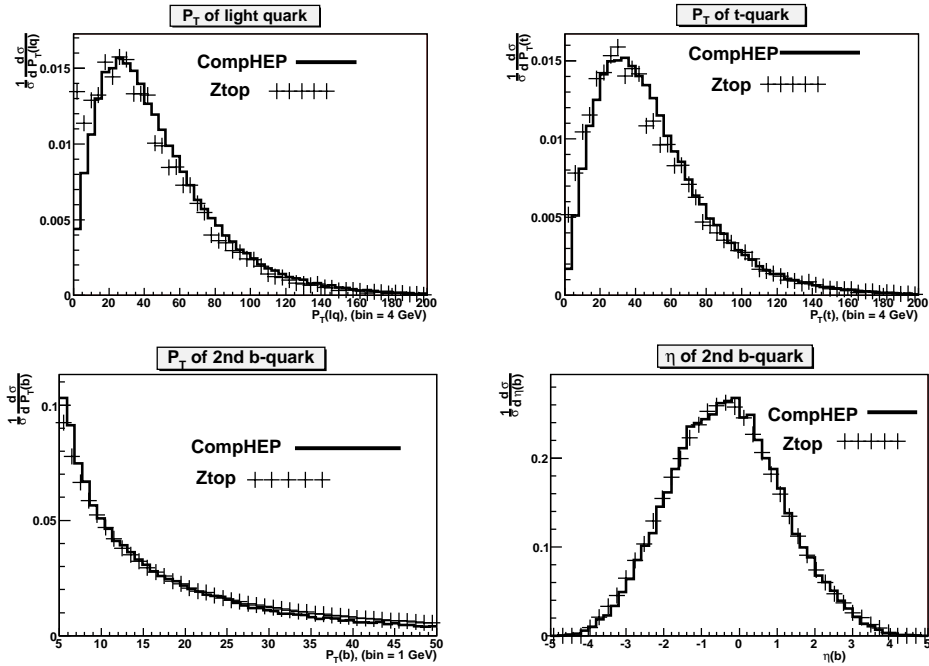 P_T of light quark
1/σ dσ/d P_T(lq)
CompHEP
Ztop
0.015
0.01
0.005
0
0 20 40 60 80 100 120 140 160 180 200
P_T(lq), (bin = 4 GeV)
P_T of t-quark
1/σ dσ/d P_T(t)
CompHEP
Ztop
0.015
0.01
0.005
0
0 20 40 60 80 100 120 140 160 180 200
P_T(t), (bin = 4 GeV)
P_T of 2nd b-quark
1/σ dσ/d P_T(b)
CompHEP
Ztop
0.1
0.05
0
5 10 15 20 25 30 35 40 45 50
P_T(b), (bin = 1 GeV)
η of 2nd b-quark
1/σ dσ/d η(b)
CompHEP
Ztop
0.2
0.1
0
-5 -4 -3 -2 -1 0 1 2 3 4 5
η(b)